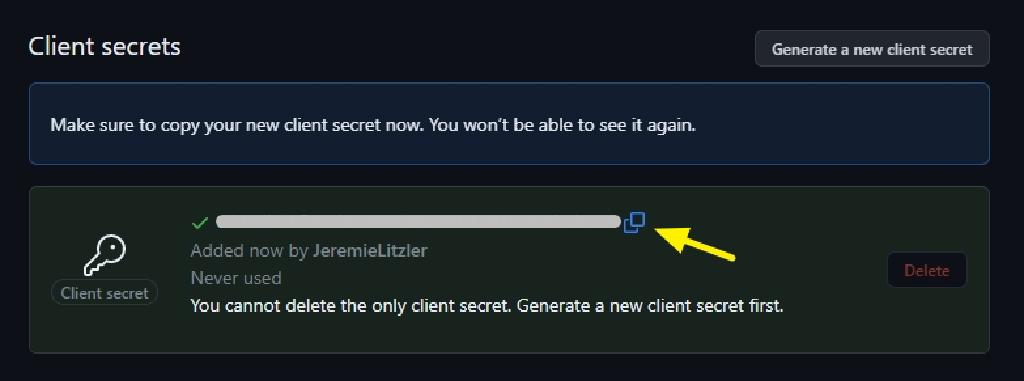 Client secrets
Generate a new client secret
Make sure to copy your new client secret now. You won't be able to see it again.
Added now by JeremieLitzler
Never used
Client secret
Delete
You cannot delete the only client secret. Generate a new client secret first.